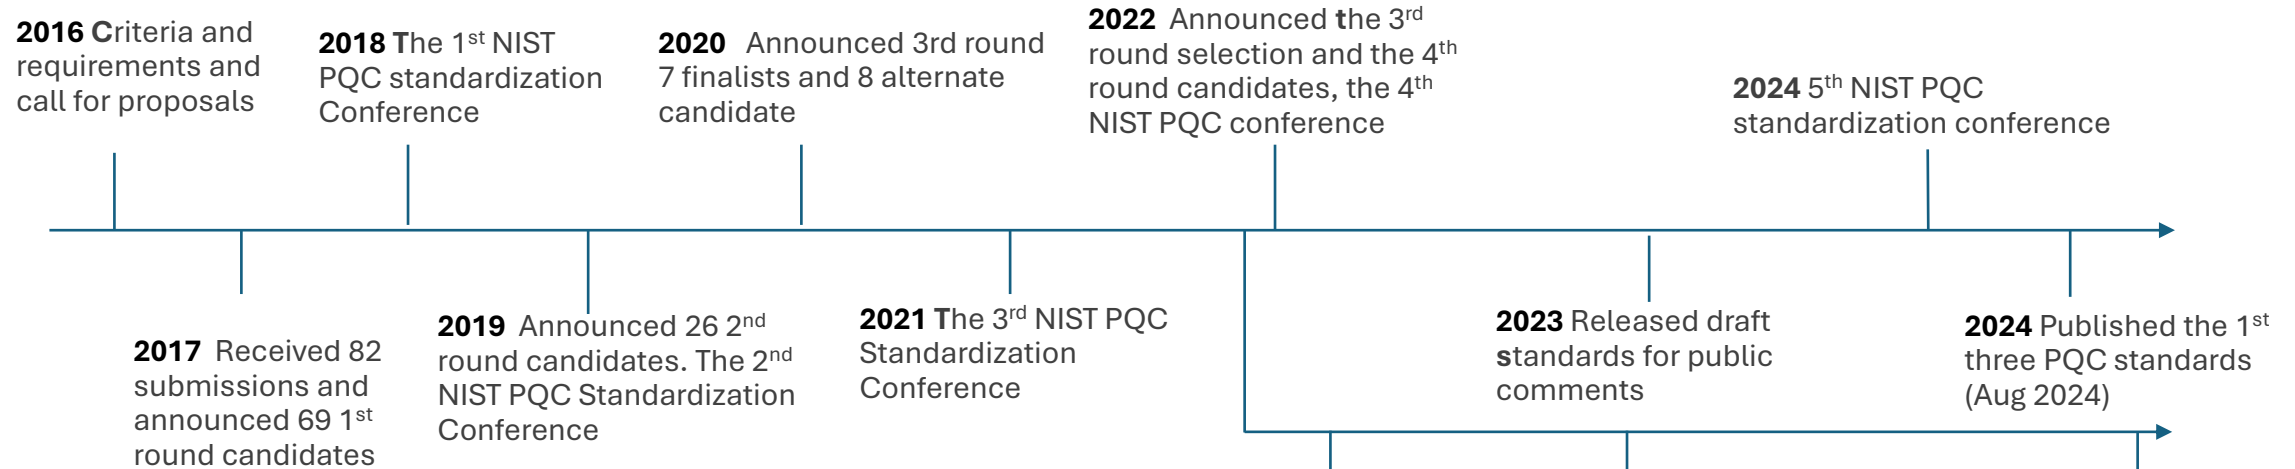 2016 Criteria and
requirements and
call for proposals
2018 The 1st NIST
PQC standardization
Conference
2020 Announced 3rd round
7 finalists and 8 alternate
candidate
2022 Announced the 3rd
round selection and the 4th
round candidates, the 4th
NIST PQC conference
2024 5th NIST PQC
standardization conference
2017 Received 82
submissions and
announced 69 1st
round candidates
2019 Announced 26 2nd
round candidates. The 2nd
NIST PQC Standardization
Conference
2021 The 3rd NIST PQC
Standardization
Conference
2023 Released draft
standards for public
comments
2024 Published the 1st
three PQC standards
(Aug 2024)